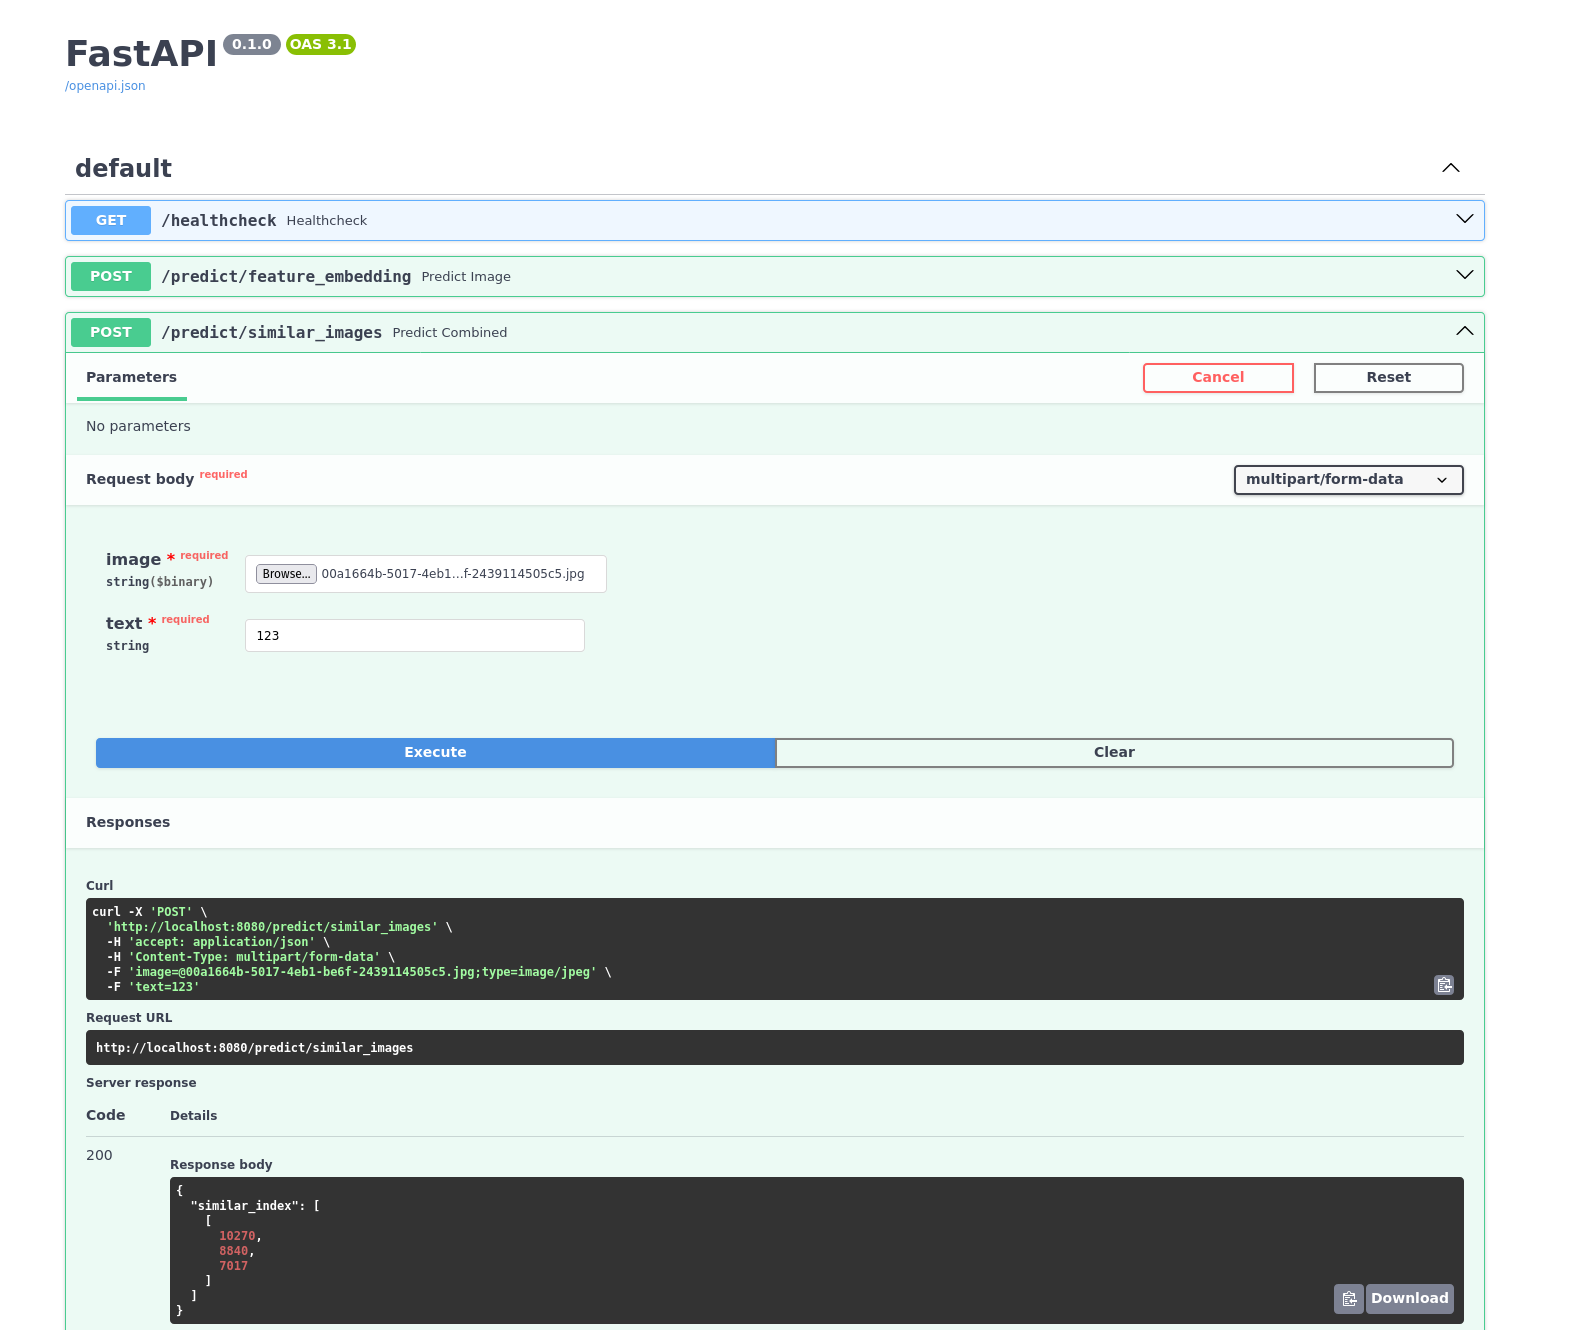 FastAPI 0.1.0 OAS 3.1
/openapi.json
default
GET /healthcheck Healthcheck
POST /predict/feature_embedding Predict Image
POST /predict/similar_images Predict Combined
Parameters Cancel Reset
No parameters
Request body required multipart/form-data
image * required
string($binary) Browse... 00a1664b-5017-4eb1...f-2439114505c5.jpg
text * required
string 123
Execute Clear
Responses
Curl
curl -X 'POST' \
  'http://localhost:8080/predict/similar_images' \
  -H 'accept: application/json' \
  -H 'Content-Type: multipart/form-data' \
  -F 'image=@00a1664b-5017-4eb1-be6f-2439114505c5.jpg;type=image/jpeg' \
  -F 'text=123'
Request URL
http://localhost:8080/predict/similar_images
Server response
Code Details
200
Response body
{
  "similar_index": [
    [
      10270,
      8840,
      7017
    ]
  ]
}
Download